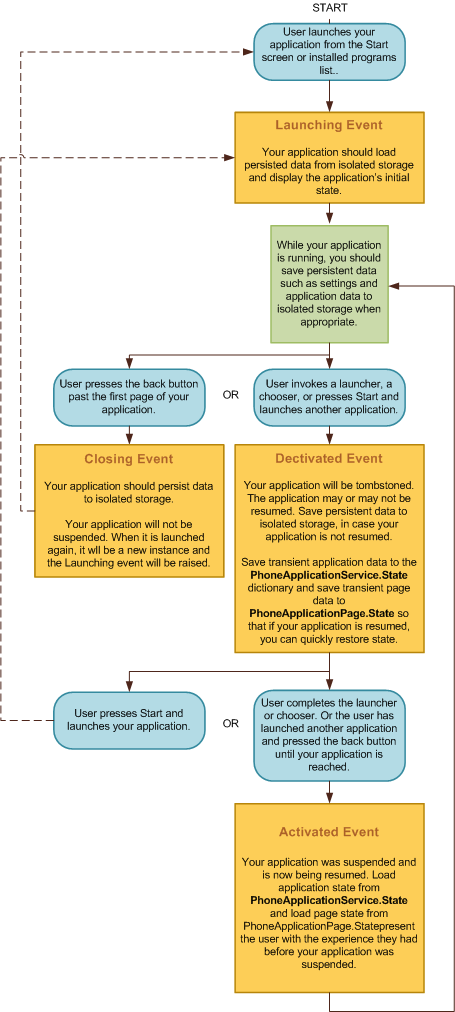 START
User launches your
application from the Start
screen or installed programs
list..
Launching Event
Your application should load
persisted data from isolated storage
and display the application's initial
state.
While your application
is running, you should
save persistent data
such as settings and
application data to
isolated storage when
appropriate.
User presses the back button
past the first page of your
application.
OR
User invokes a launcher, a
chooser, or presses Start and
launches another application.
Closing Event
Your application should persist data
to isolated storage.
Your application will not be
suspended. When it is launched
again, it wll be a new instance and
the Launching event will be raised.
Dectivated Event
Your application will be tombstoned.
The application may or may not be
resumed. Save persistent data to
isolated storage, in case your
application is not resumed.
Save transient application data to the
PhoneApplicationService.State
dictionary and save transient page
data to
PhoneApplicationPage.State so
that if your application is resumed,
you can quickly restore state.
User presses Start and
launches your application.
OR
User completes the launcher
or chooser. Or the user has
launched another application
and pressed the back button
until your application is
reached.
Activated Event
Your application was suspended and
is now being resumed. Load
application state from
PhoneApplicationService.State
and load page state from
PhoneApplicationPage.Statepresent
the user with the experience they had
before your application was
suspended.